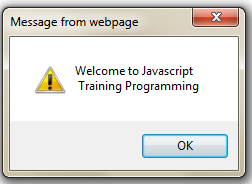 Message from webpage
Welcome to Javascript
Training Programming
OK